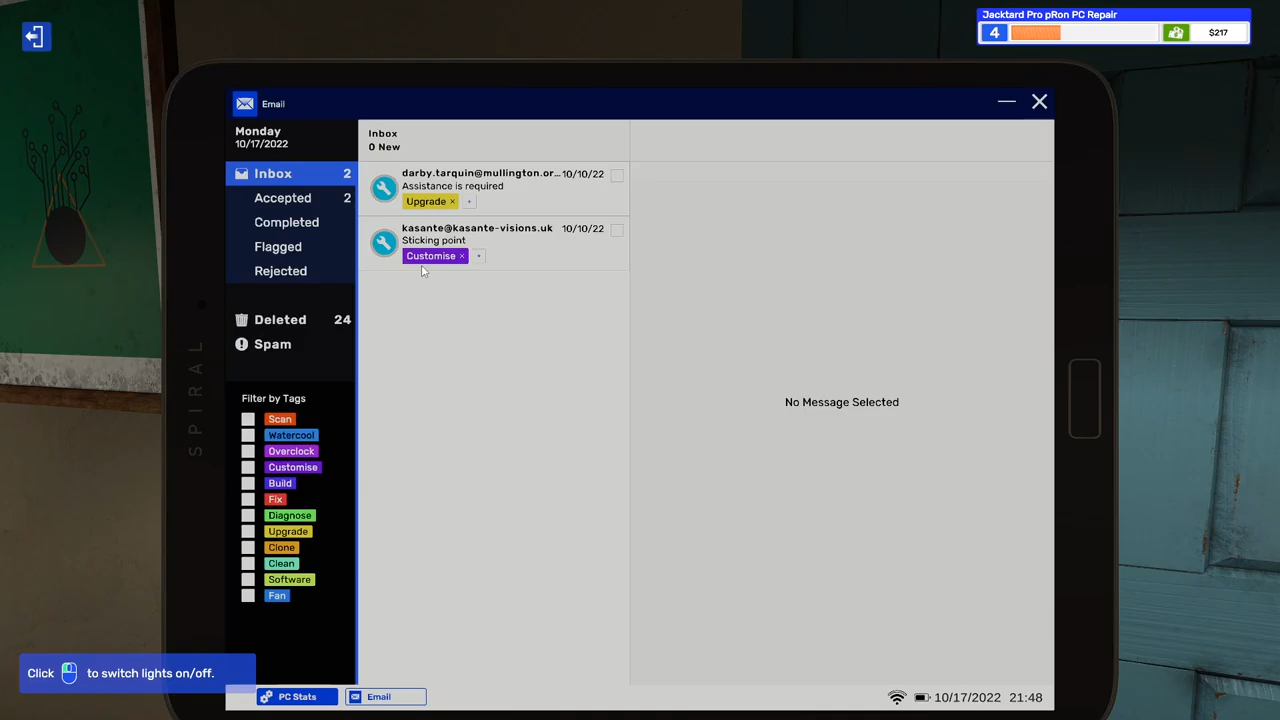 Jacktard Pro pRon PC Repair
4
$217
Email
Monday
10/17/2022
Inbox 2
Accepted 2
Completed
Flagged
Rejected
Deleted 24
Spam
Filter by Tags
Scan
Watercool
Overclock
Customise
Build
Fix
Diagnose
Upgrade
Clone
Clean
Software
Fan
Inbox
0 New
darby.tarquin@mullington.or... 10/10/22
Assistance is required
Upgrade × +
kasante@kasante-visions.uk 10/10/22
Sticking point
Customise × +
No Message Selected
SPIRAL
Click to switch lights on/off.
PC Stats
Email
10/17/2022 21:48